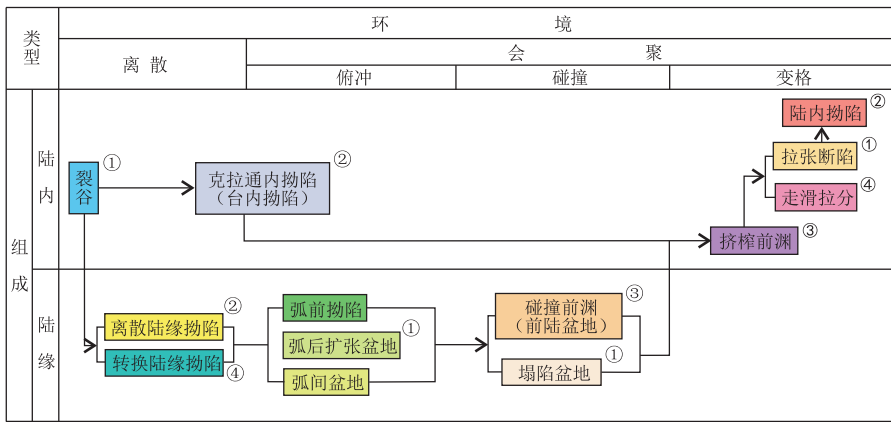 类型
环 境
离散
会 聚
俯冲
碰撞
变格
组成
陆内
裂谷
①
克拉通内拗陷
（台内拗陷）
②
陆内拗陷
②
拉张断陷
①
走滑拉分
④
挤榨前渊
③
陆缘
离散陆缘拗陷
②
转换陆缘拗陷
④
弧前拗陷
弧后扩张盆地
①
弧间盆地
碰撞前渊
（前陆盆地）
③
塌陷盆地
①